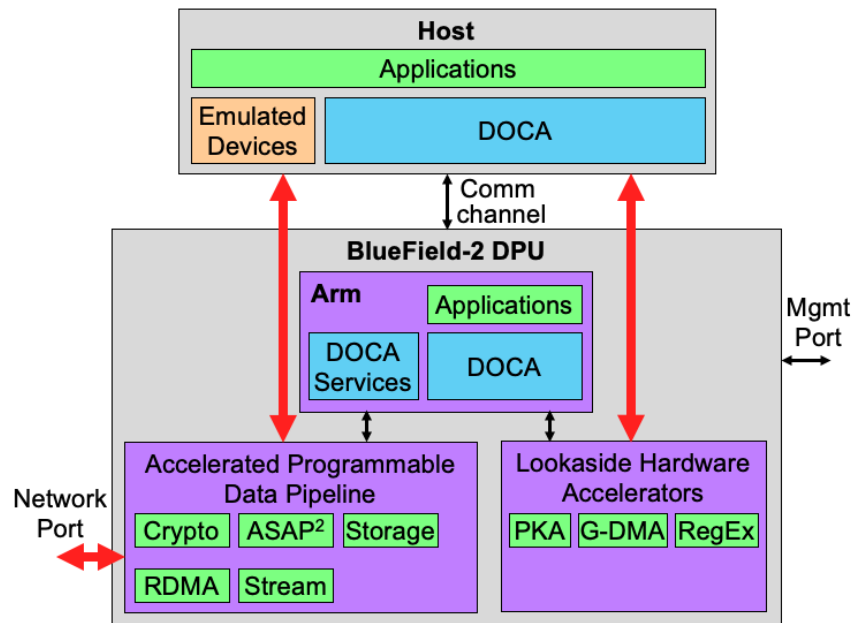 Host
Applications
Emulated
Devices
DOCA
Comm
channel
BlueField-2 DPU
Arm
Applications
DOCA
Services
DOCA
Mgmt
Port
Accelerated Programmable
Data Pipeline
Crypto ASAP² Storage
RDMA Stream
Lookaside Hardware
Accelerators
PKA G-DMA RegEx
Network
Port